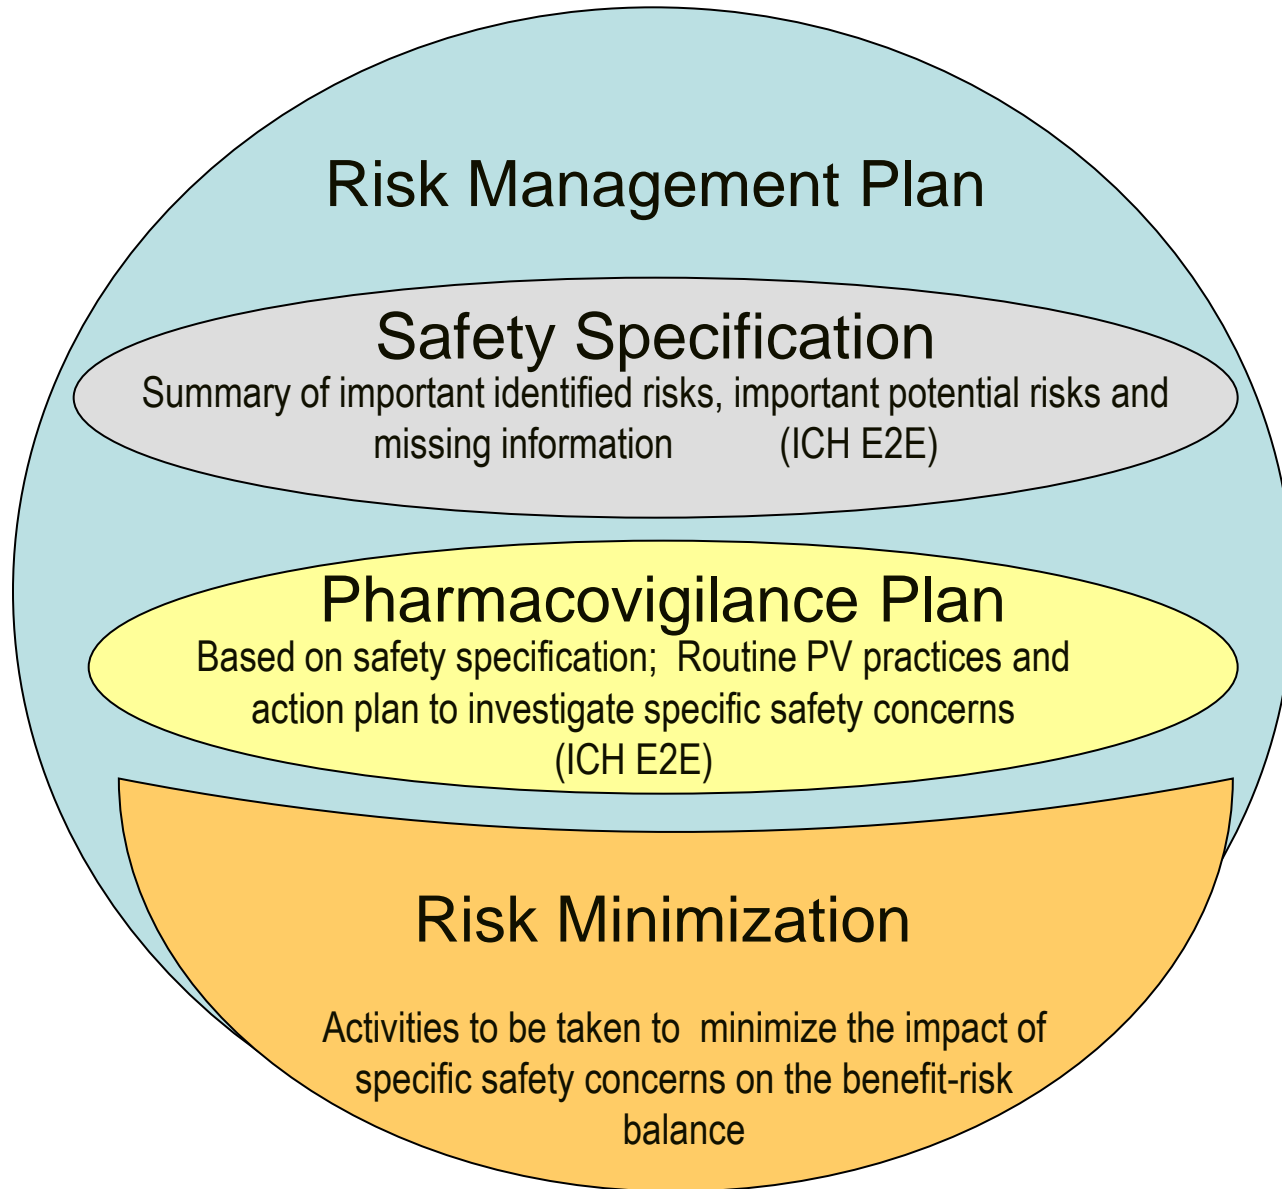 Risk Management Plan
Safety Specification
Summary of important identified risks, important potential risks and
missing information (ICH E2E)
Pharmacovigilance Plan
Based on safety specification; Routine PV practices and
action plan to investigate specific safety concerns
(ICH E2E)
Risk Minimization
Activities to be taken to minimize the impact of
specific safety concerns on the benefit-risk
balance